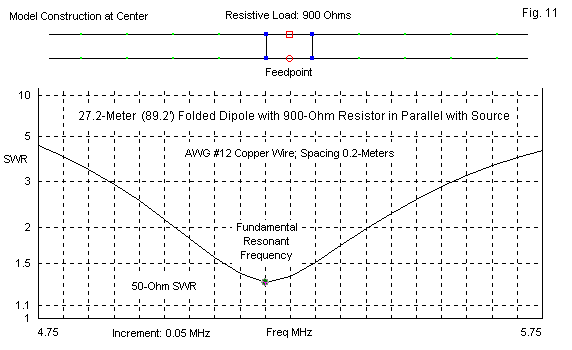 Model Construction at Center
Resistive Load: 900 Ohms
Fig. 11
Feedpoint
10
27.2-Meter (89.2') Folded Dipole with 900-Ohm Resistor in Parallel with Source
5
AWG #12 Copper Wire; Spacing 0.2-Meters
SWR
3
2
Fundamental
Resonant
Frequency
1.5
50-Ohm SWR
1.1
1
4.75
Increment: 0.05 MHz
Freq MHz
5.75